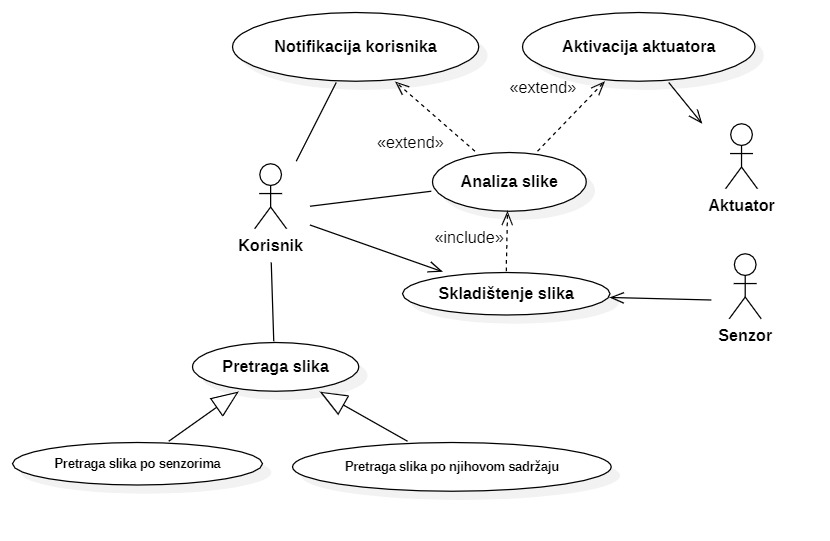 Notifikacija korisnika
Aktivacija aktuatora
«extend»
«extend»
Analiza slike
Aktuator
Korisnik
«include»
Skladištenje slika
Senzor
Pretraga slika
Pretraga slika po senzorima
Pretraga slika po njihovom sadržaju